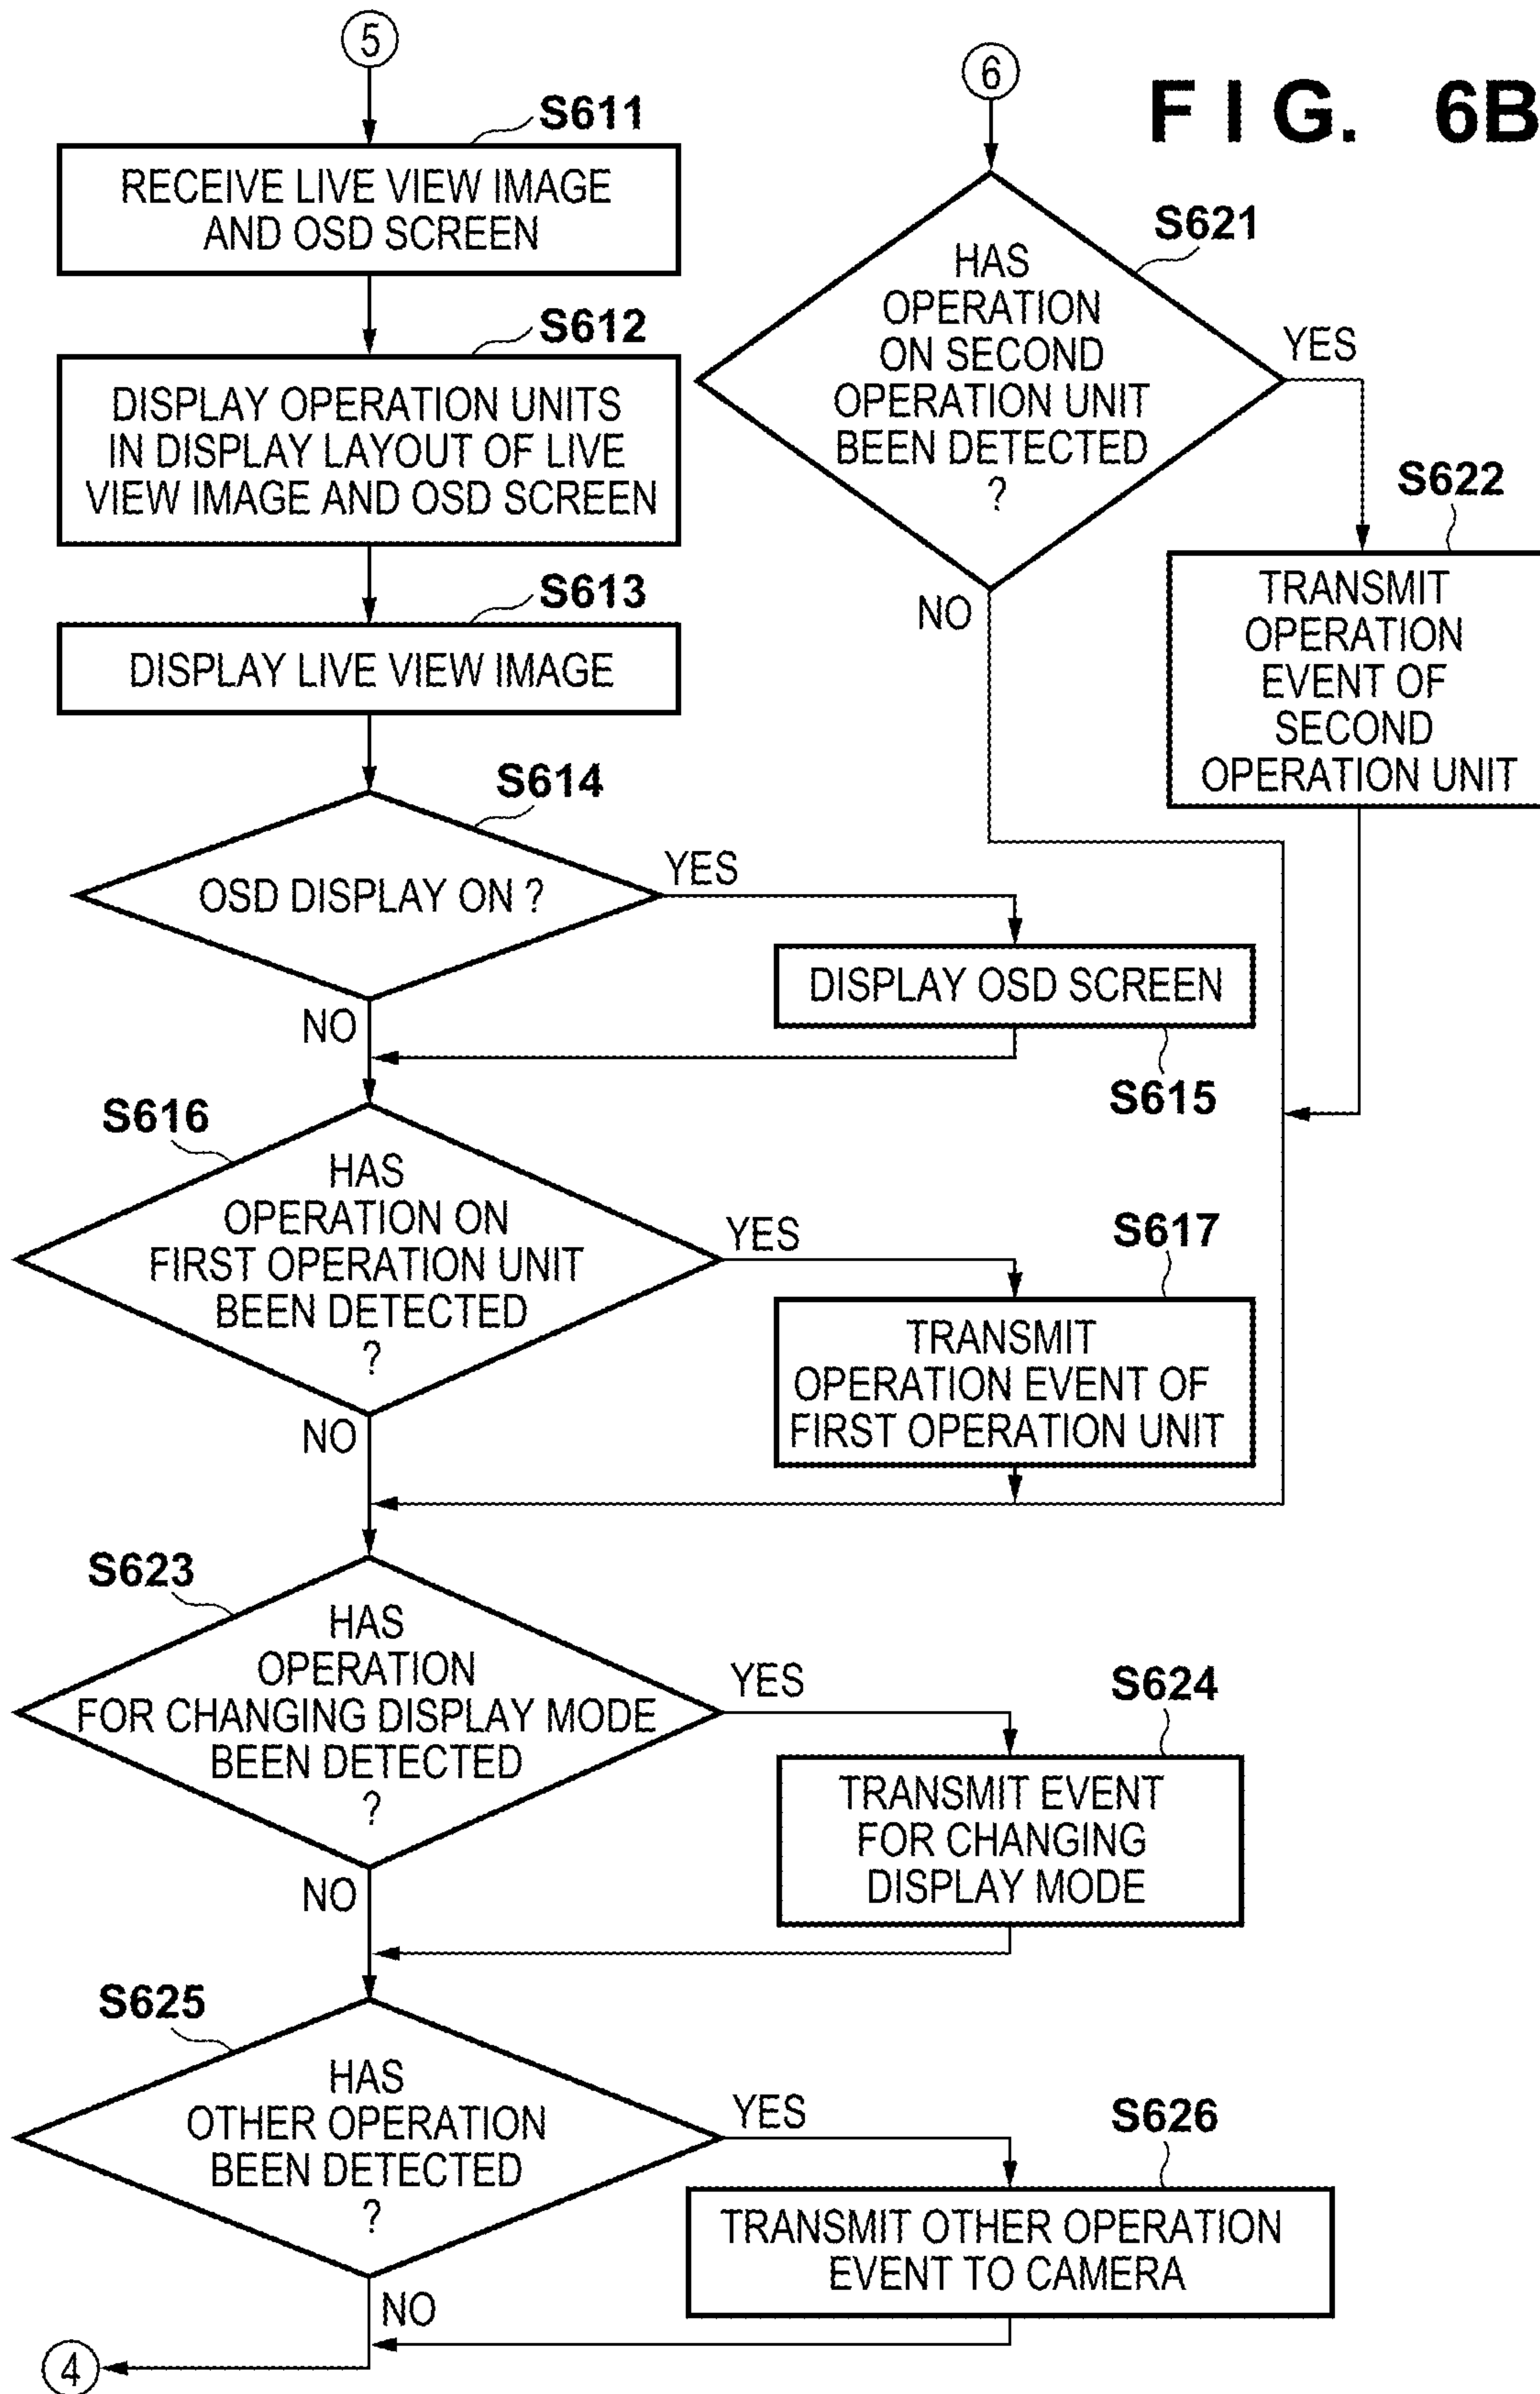 FIG. 6B
5
S611
RECEIVE LIVE VIEW IMAGE
AND OSD SCREEN
S612
DISPLAY OPERATION UNITS
IN DISPLAY LAYOUT OF LIVE
VIEW IMAGE AND OSD SCREEN
S613
DISPLAY LIVE VIEW IMAGE
S614
OSD DISPLAY ON ?
YES
NO
DISPLAY OSD SCREEN
S615
S616
HAS
OPERATION ON
FIRST OPERATION UNIT
BEEN DETECTED
?
YES
NO
S617
TRANSMIT
OPERATION EVENT OF
FIRST OPERATION UNIT
6
S621
HAS
OPERATION
ON SECOND
OPERATION UNIT
BEEN DETECTED
?
YES
NO
S622
TRANSMIT
OPERATION
EVENT OF
SECOND
OPERATION UNIT
S623
HAS
OPERATION
FOR CHANGING DISPLAY MODE
BEEN DETECTED
?
YES
NO
S624
TRANSMIT EVENT
FOR CHANGING
DISPLAY MODE
S625
HAS
OTHER OPERATION
BEEN DETECTED
?
YES
NO
S626
TRANSMIT OTHER OPERATION
EVENT TO CAMERA
4